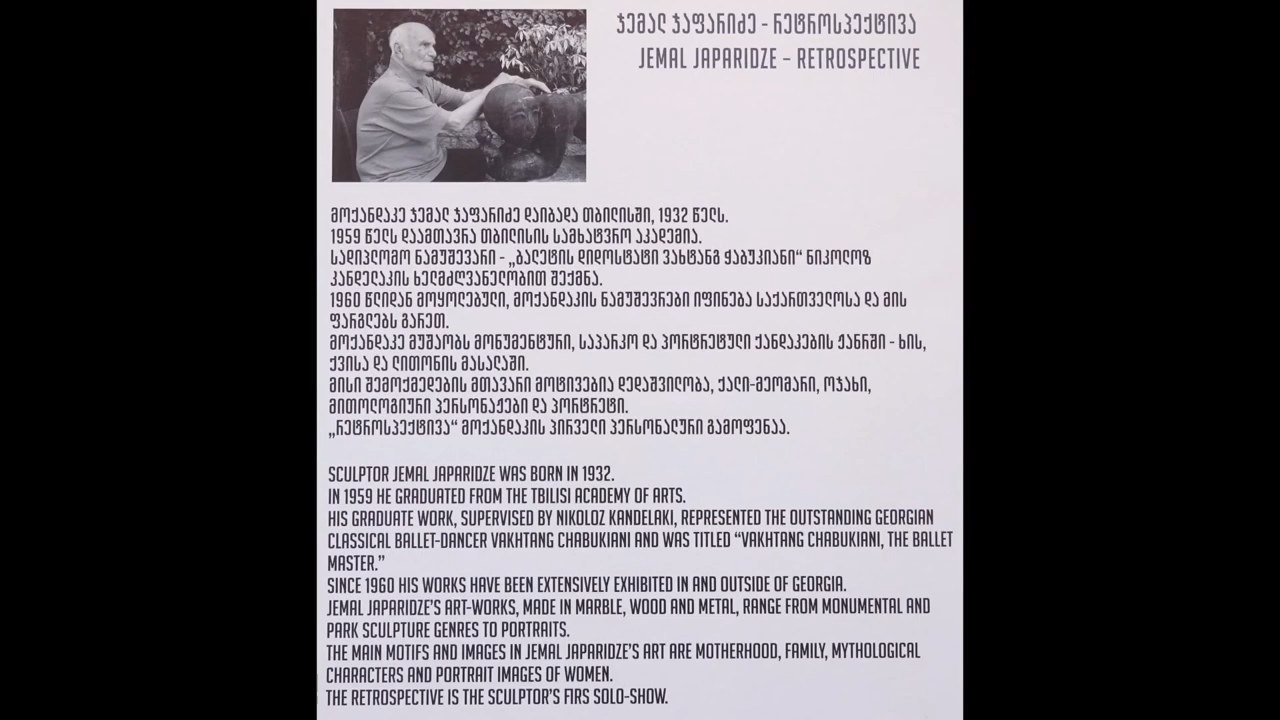 ჯემალ ჯაფარიძე - რეტროსპექტივა
JEMAL JAPARIDZE – RETROSPECTIVE
მოქანდაკე ჯემალ ჯაფარიძე დაიბადა თბილისში, 1932 წელს.
1959 წელს დაამთავრა თბილისის სამხატვრო აკადემია.
სადიპლომო ნამუშევარი - „ბალეტის დიდოსტატი ვახტანგ ჭაბუკიანი“ ნიკოლოზ
კანდელაკის ხელმძღვანელობით შექმნა.
1960 წლიდან მოყოლებული, მოქანდაკის ნამუშევრები იფინება საქართველოსა და მის
ფარგლებს გარეთ.
მოქანდაკე მუშაობს მონუმენტური, საპარკო და პორტრეტული ქანდაკების ჟანრში - ხის,
ქვისა და ლითონის მასალაში.
მისი შემოქმედების მთავარი მოტივებია დედაშვილობა, ქალი-მეომარი, ოჯახი,
მითოლოგიური პერსონაჟები და პორტრეტი.
„რეტროსპექტივა“ მოქანდაკის პირველი პერსონალური გამოფენაა.
SCULPTOR JEMAL JAPARIDZE WAS BORN IN 1932.
IN 1959 HE GRADUATED FROM THE TBILISI ACADEMY OF ARTS.
HIS GRADUATE WORK, SUPERVISED BY NIKOLOZ KANDELAKI, REPRESENTED THE OUTSTANDING GEORGIAN
CLASSICAL BALLET-DANCER VAKHTANG CHABUKIANI AND WAS TITLED “VAKHTANG CHABUKIANI, THE BALLET
MASTER.”
SINCE 1960 HIS WORKS HAVE BEEN EXTENSIVELY EXHIBITED IN AND OUTSIDE OF GEORGIA.
JEMAL JAPARIDZE’S ART-WORKS, MADE IN MARBLE, WOOD AND METAL, RANGE FROM MONUMENTAL AND
PARK SCULPTURE GENRES TO PORTRAITS.
THE MAIN MOTIFS AND IMAGES IN JEMAL JAPARIDZE’S ART ARE MOTHERHOOD, FAMILY, MYTHOLOGICAL
CHARACTERS AND PORTRAIT IMAGES OF WOMEN.
THE RETROSPECTIVE IS THE SCULPTOR’S FIRS SOLO-SHOW.